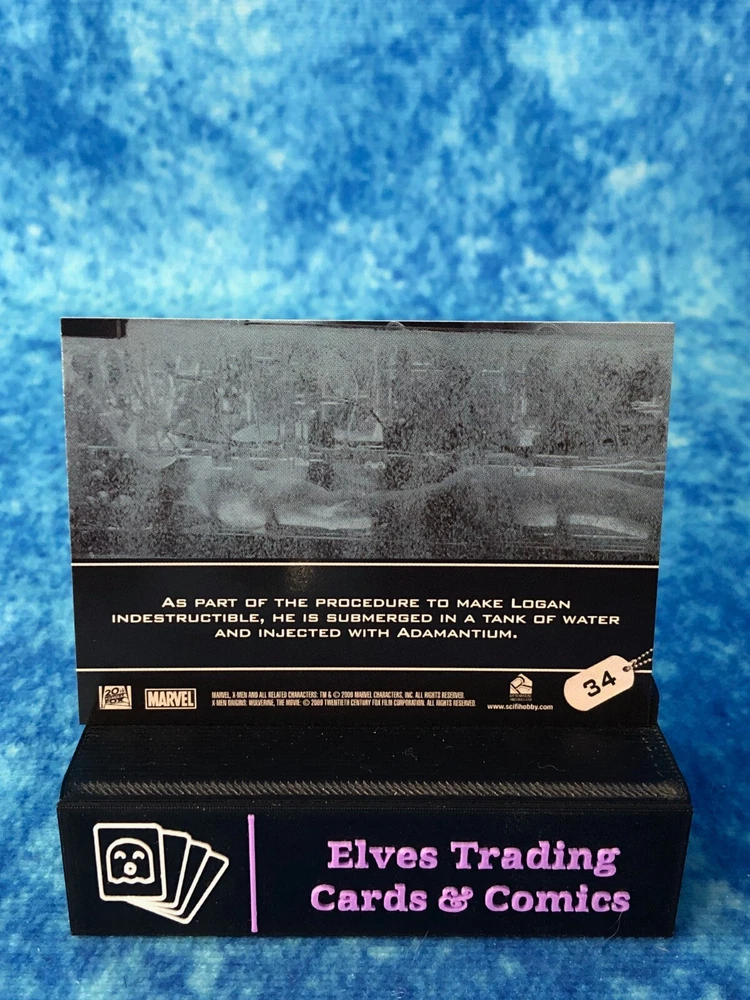 AS PART OF THE PROCEDURE TO MAKE LOGAN
INDESTRUCTIBLE, HE IS SUBMERGED IN A TANK OF WATER
AND INJECTED WITH ADAMANTIUM.
34
20
FOX
MARVEL
MARVEL, X-MEN AND ALL RELATED CHARACTERS: TM & © 2009 MARVEL CHARACTERS, INC. ALL RIGHTS RESERVED.
X-MEN ORIGINS: WOLVERINE, THE MOVIE: © 2009 TWENTIETH CENTURY FOX FILM CORPORATION. ALL RIGHTS RESERVED.
www.scifihobby.com
Elves Trading
Cards & Comics